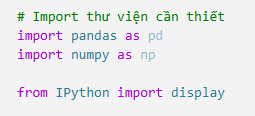 # Import thư viện cần thiết
import pandas as pd
import numpy as np
from IPython import display